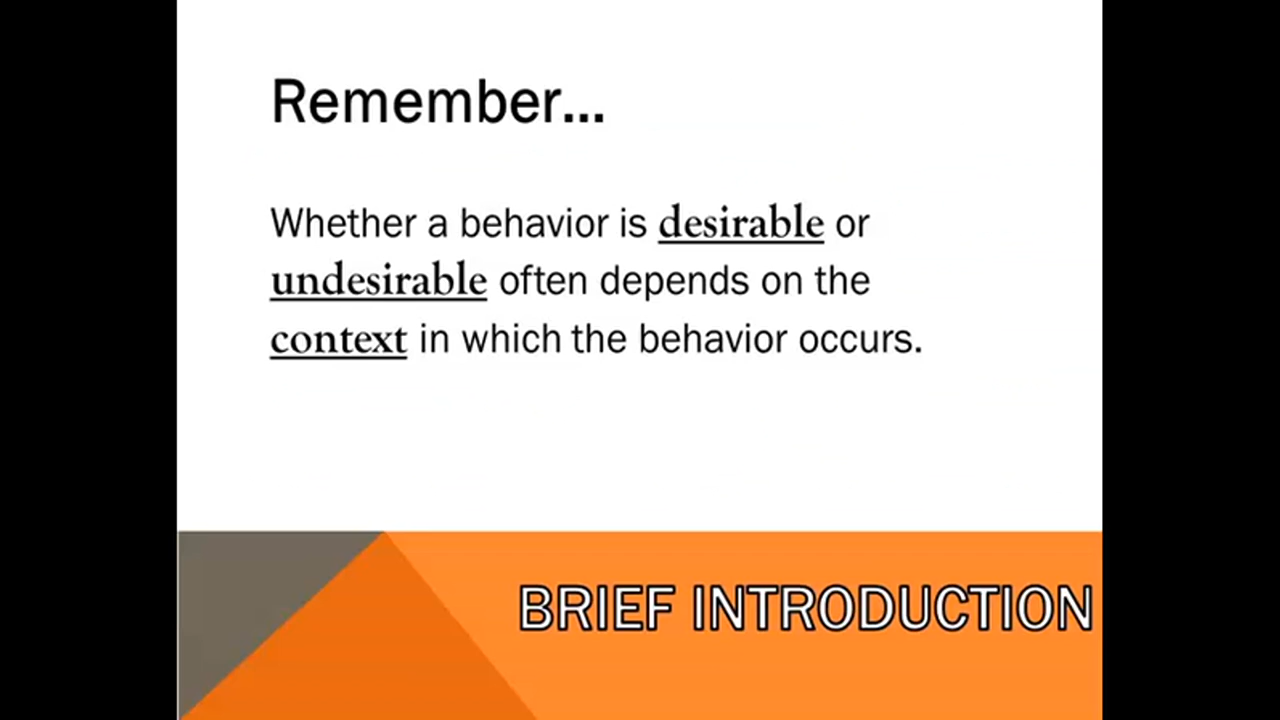 Remember...
Whether a behavior is desirable or
undesirable often depends on the
context in which the behavior occurs.
BRIEF INTRODUCTION